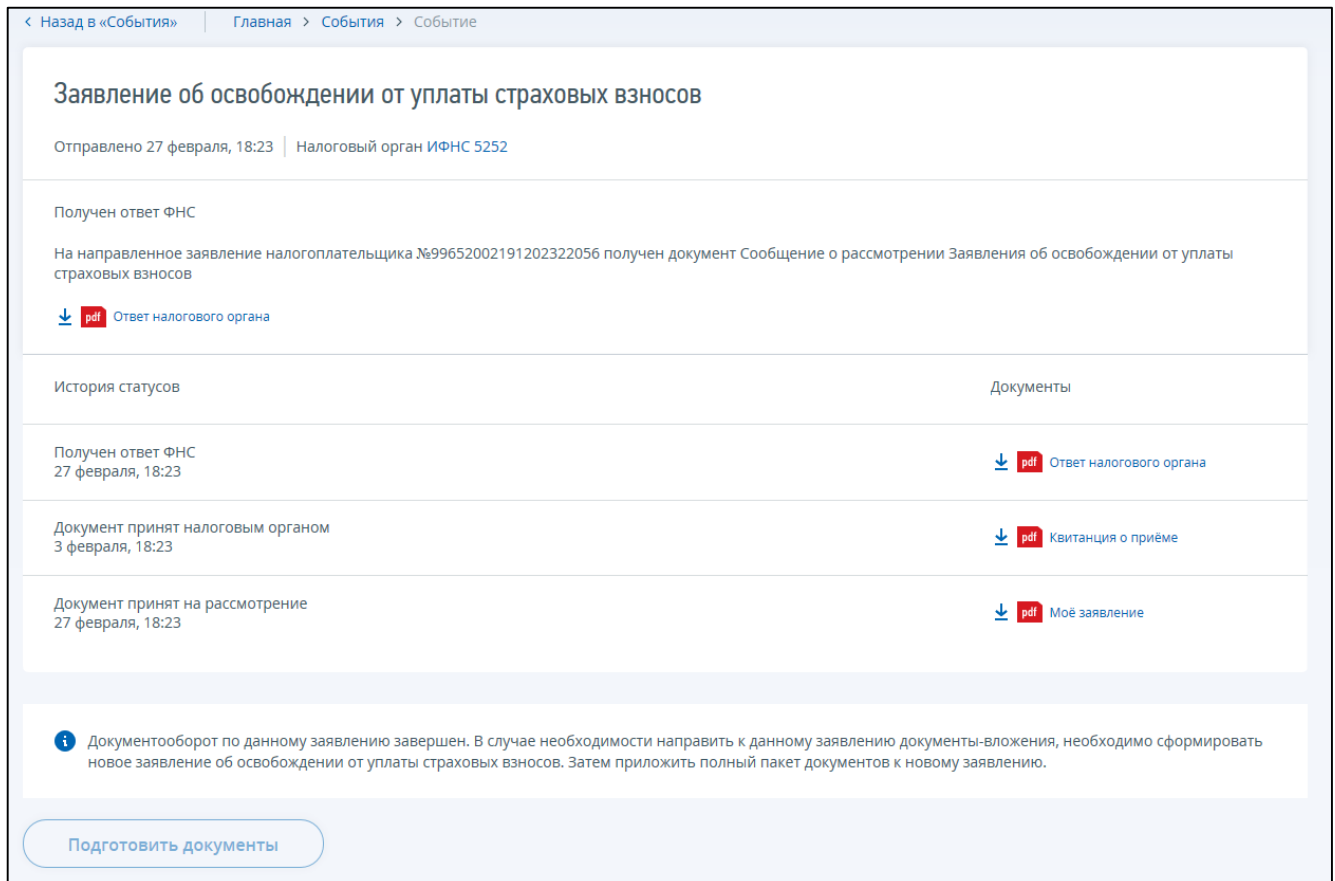 Назад в «События» Главная > События > Событие
Заявление об освобождении от уплаты страховых взносов
Отправлено 27 февраля, 18:23 Налоговый орган ИФНС 5252
Получен ответ ФНС
На направленное заявление налогоплательщика №99652002191202322056 получен документ Сообщение о рассмотрении Заявления об освобождении от уплаты
страховых взносов
pdf Ответ налогового органа
История статусов Документы
Получен ответ ФНС
27 февраля, 18:23
pdf Ответ налогового органа
Документ принят налоговым органом
3 февраля, 18:23
pdf Квитанция о приёме
Документ принят на рассмотрение
27 февраля, 18:23
pdf Моё заявление
Документооборот по данному заявлению завершен. В случае необходимости направить к данному заявлению документы-вложения, необходимо сформировать
новое заявление об освобождении от уплаты страховых взносов. Затем приложить полный пакет документов к новому заявлению.
Подготовить документы